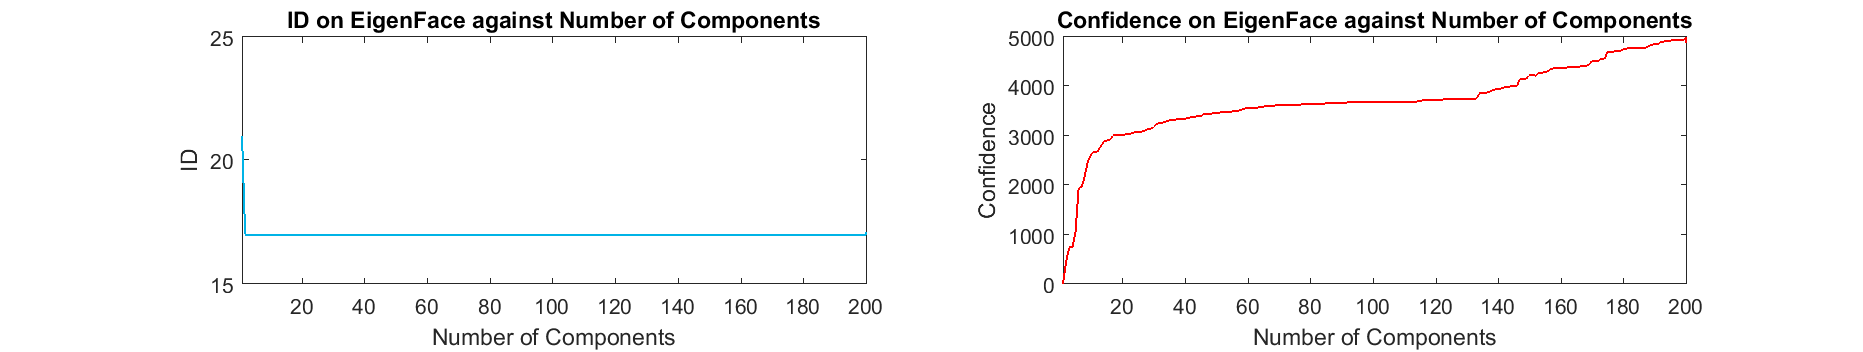 ID on EigenFace against Number of Components
25
20
15
ID
20 40 60 80 100 120 140 160 180 200
Number of Components
Confidence on EigenFace against Number of Components
5000
4000
3000
2000
1000
0
Confidence
20 40 60 80 100 120 140 160 180 200
Number of Components